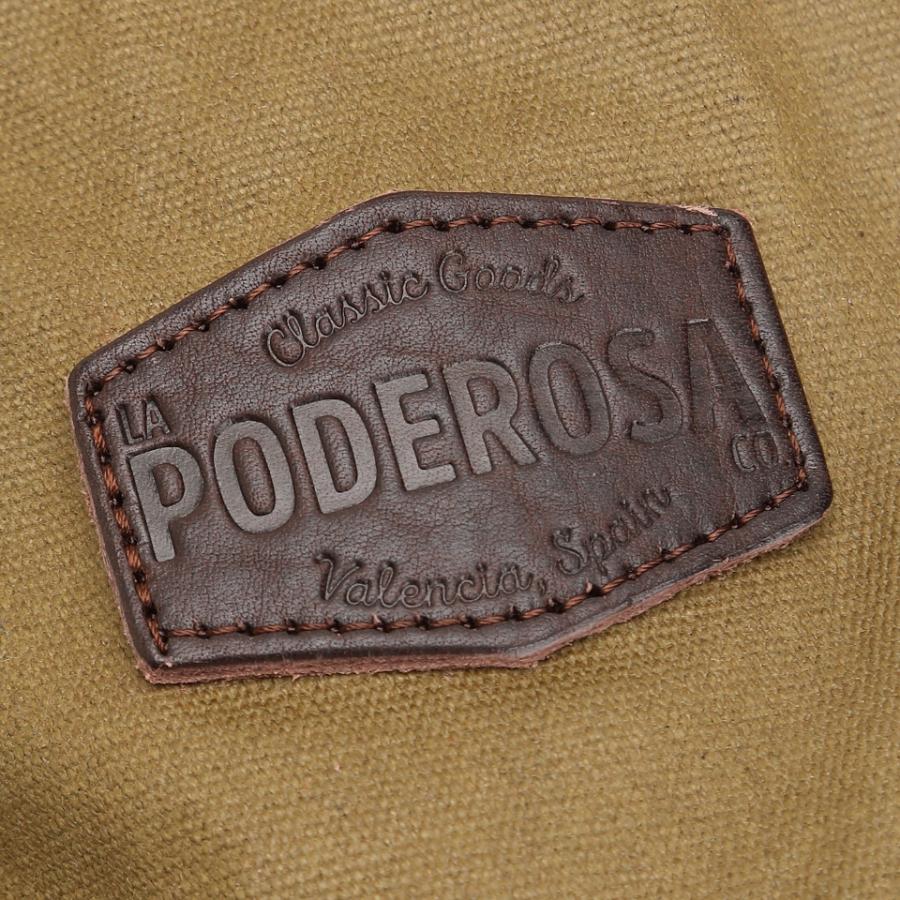 Classic Goods
LA
PODEROSA
CO.
Valencia, Spain